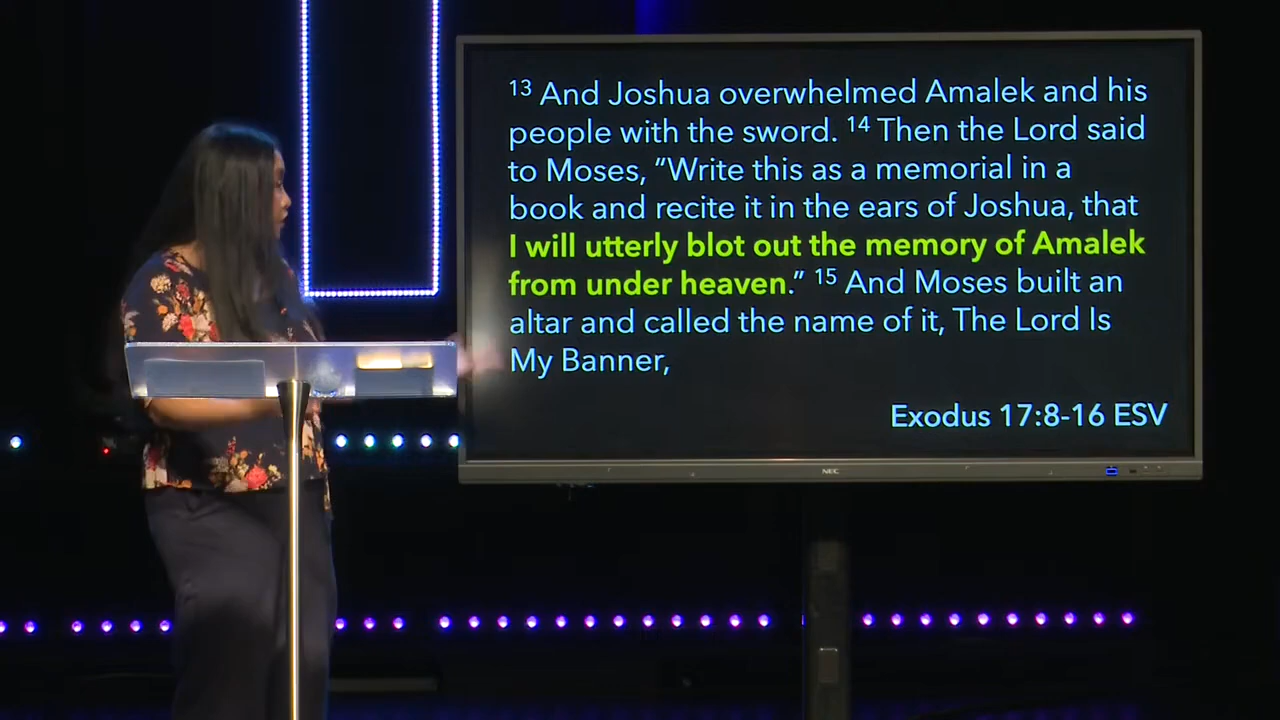 13 And Joshua overwhelmed Amalek and his
people with the sword. 14 Then the Lord said
to Moses, "Write this as a memorial in a
book and recite it in the ears of Joshua, that
I will utterly blot out the memory of Amalek
from under heaven." 15 And Moses built an
altar and called the name of it, The Lord Is
My Banner,
Exodus 17:8-16 ESV
NEC